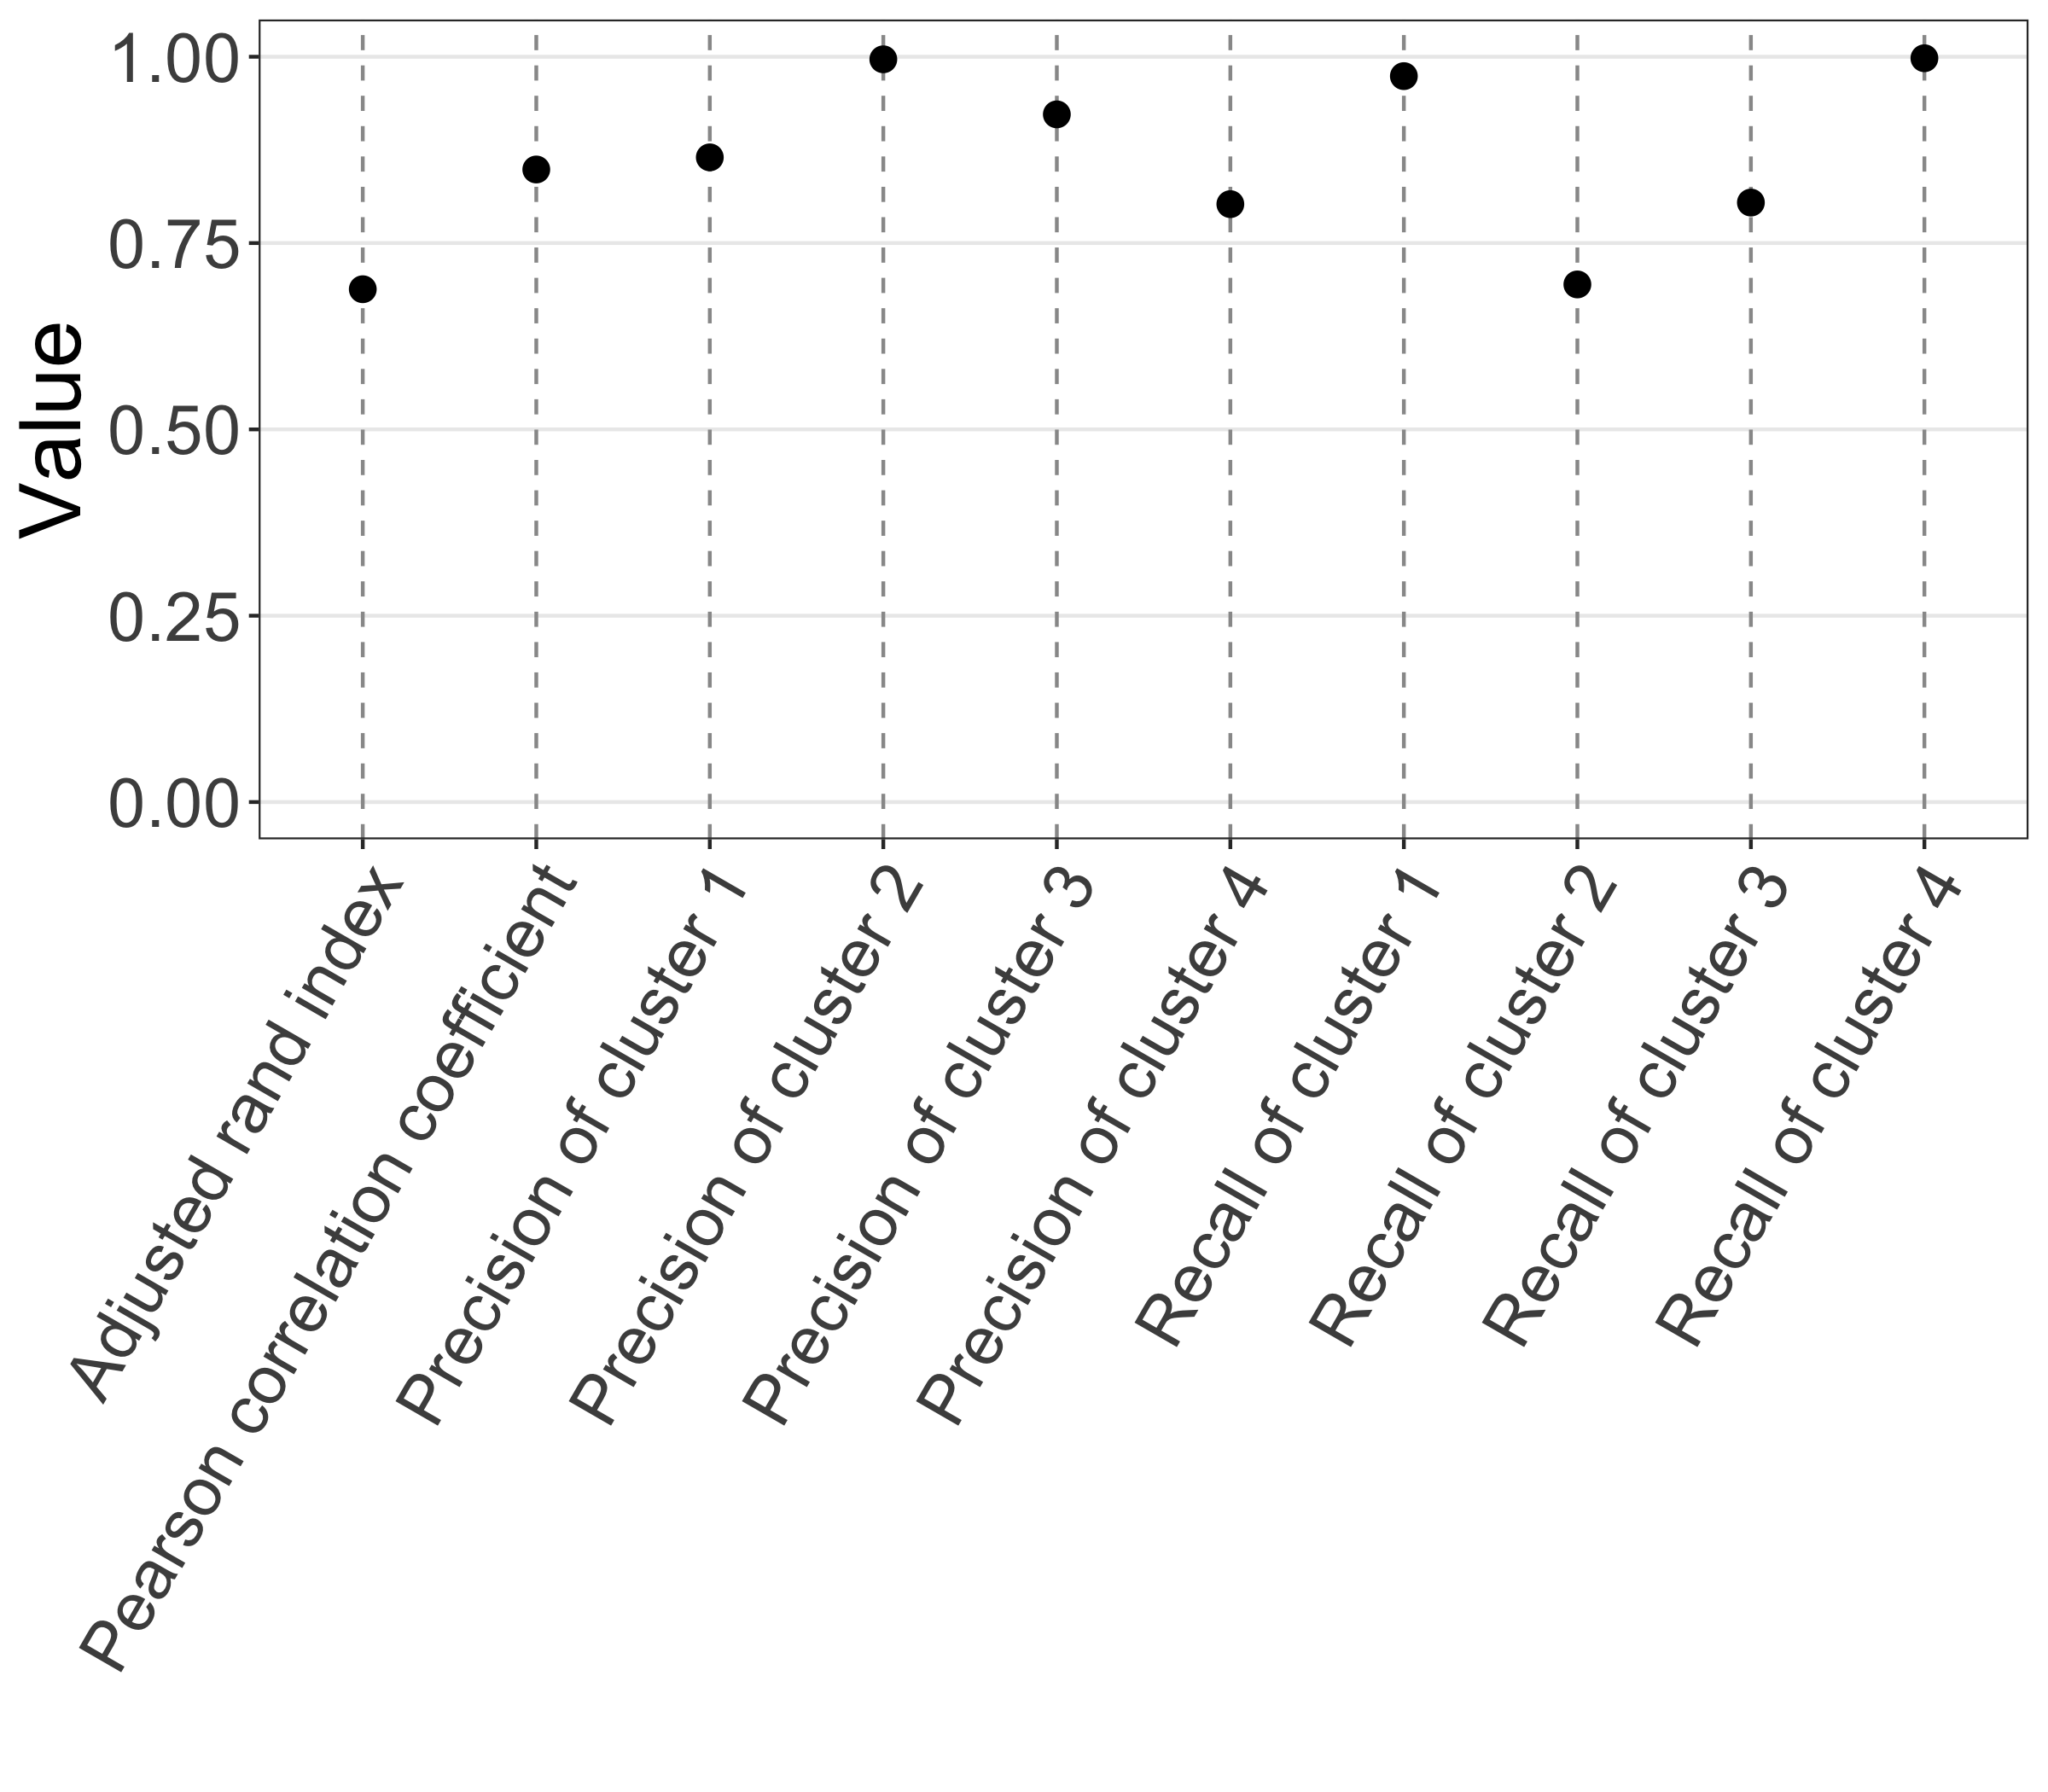 Value
1.00
0.75
0.50
0.25
0.00
Adjusted rand index
Pearson correlation coefficient
Precision of cluster 1
Precision of cluster 2
Precision of cluster 3
Precision of cluster 4
Recall of cluster 1
Recall of cluster 2
Recall of cluster 3
Recall of cluster 4